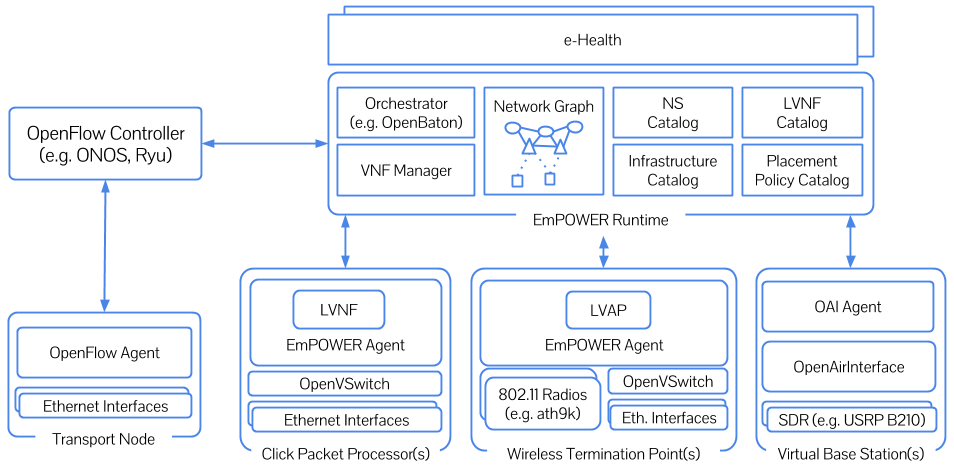 e-Health
Orchestrator
(e.g. OpenBaton)
Network Graph
NS
Catalog
LVNF
Catalog
OpenFlow Controller
(e.g. ONOS, Ryu)
VNF Manager
Infrastructure
Catalog
Placement
Policy Catalog
EmPOWER Runtime
OpenFlow Agent
Ethernet Interfaces
Transport Node
LVNF
EmPOWER Agent
OpenVSwitch
Ethernet Interfaces
Click Packet Processor(s)
LVAP
EmPOWER Agent
802.11 Radios
(e.g. ath9k)
OpenVSwitch
Eth. Interfaces
Wireless Termination Point(s)
OAI Agent
OpenAirInterface
SDR (e.g. USRP B210)
Virtual Base Station(s)